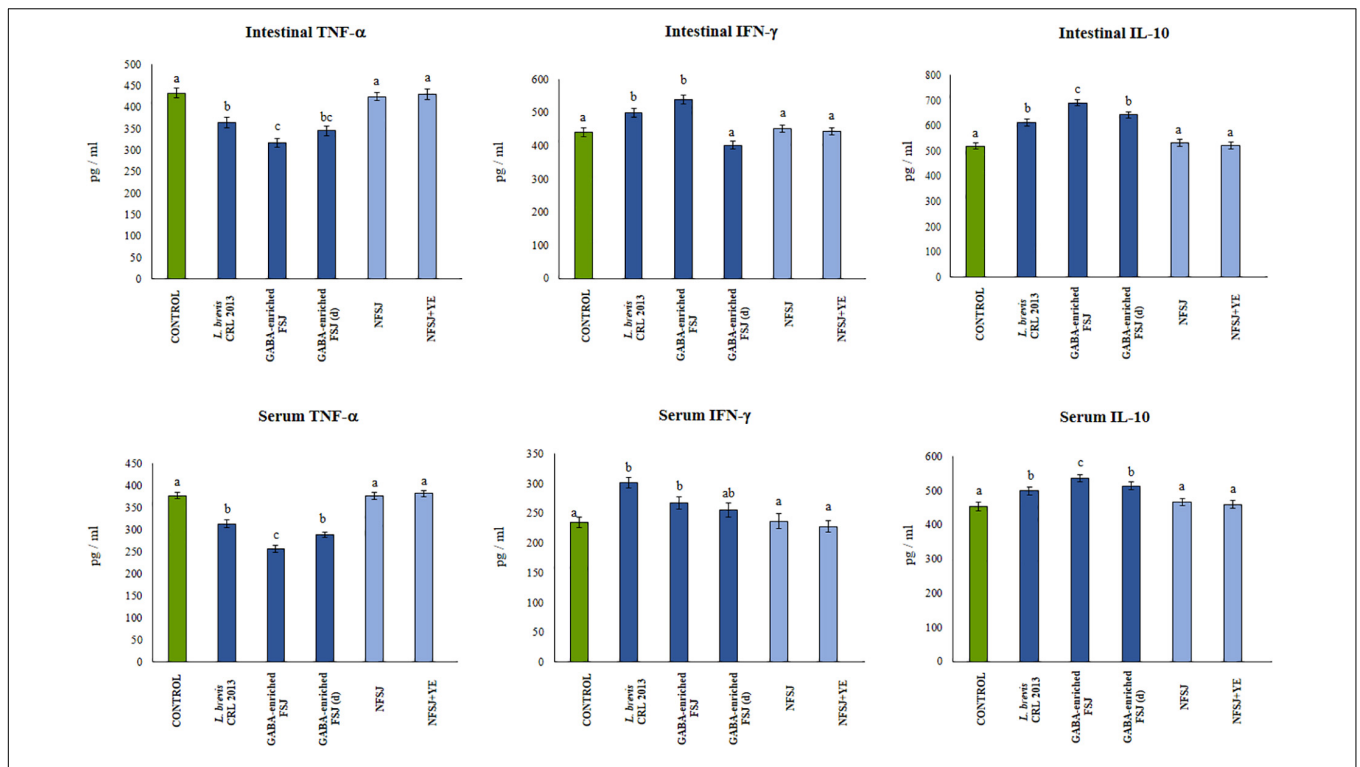 Intestinal TNF-α
500
450
400
350
300
250
200
150
100
50
0
pg / ml
a
b
c
bc
a
a
CONTROL
L. brevis
CRL 2013
GABA-enriched
FSJ
GABA-enriched
FSJ (d)
NFSJ
NFSJ+YE
Intestinal IFN-γ
600
500
400
300
200
100
0
pg / ml
a
b
b
a
a
a
CONTROL
L. brevis
CRL 2013
GABA-enriched
FSJ
GABA-enriched
FSJ (d)
NFSJ
NFSJ+YE
Intestinal IL-10
800
700
600
500
400
300
200
100
0
pg / ml
a
b
c
b
a
a
CONTROL
L. brevis
CRL 2013
GABA-enriched
FSJ
GABA-enriched
FSJ (d)
NFSJ
NFSJ+YE
Serum TNF-α
450
400
350
300
250
200
150
100
50
0
pg / ml
a
b
c
b
a
a
CONTROL
L. brevis
CRL 2013
GABA-enriched
FSJ
GABA-enriched
FSJ (d)
NFSJ
NFSJ+YE
Serum IFN-γ
350
300
250
200
150
100
50
0
pg / ml
a
b
b
ab
a
a
CONTROL
L. brevis
CRL 2013
GABA-enriched
FSJ
GABA-enriched
FSJ (d)
NFSJ
NFSJ+YE
Serum IL-10
600
500
400
300
200
100
0
pg / ml
a
b
c
b
a
a
CONTROL
L. brevis
CRL 2013
GABA-enriched
FSJ
GABA-enriched
FSJ (d)
NFSJ
NFSJ+YE